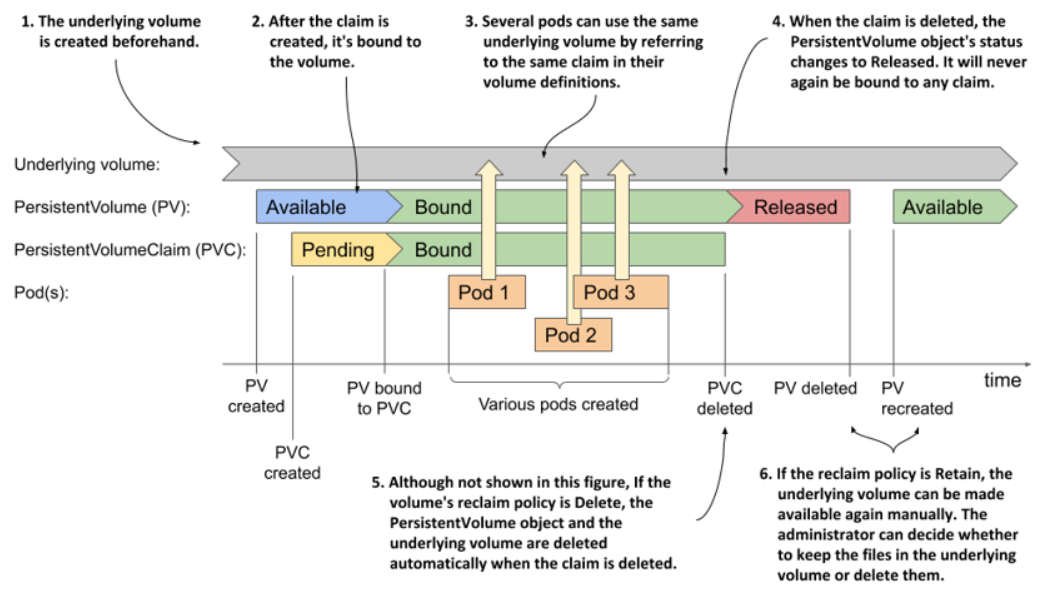 1. The underlying volume
is created beforehand.
2. After the claim is
created, it's bound to
the volume.
3. Several pods can use the same
underlying volume by referring
to the same claim in their
volume definitions.
4. When the claim is deleted, the
PersistentVolume object's status
changes to Released. It will never
again be bound to any claim.
Underlying volume:
PersistentVolume (PV):
Available
Bound
Released
Available
PersistentVolumeClaim (PVC):
Pending
Bound
Pod(s):
Pod 1
Pod 3
Pod 2
time
PV
created
PVC
created
PV bound
to PVC
Various pods created
PVC
deleted
PV deleted
PV
recreated
5. Although not shown in this figure, If the
volume's reclaim policy is Delete, the
PersistentVolume object and the
underlying volume are deleted
automatically when the claim is deleted.
6. If the reclaim policy is Retain, the
underlying volume can be made
available again manually. The
administrator can decide whether
to keep the files in the underlying
volume or delete them.